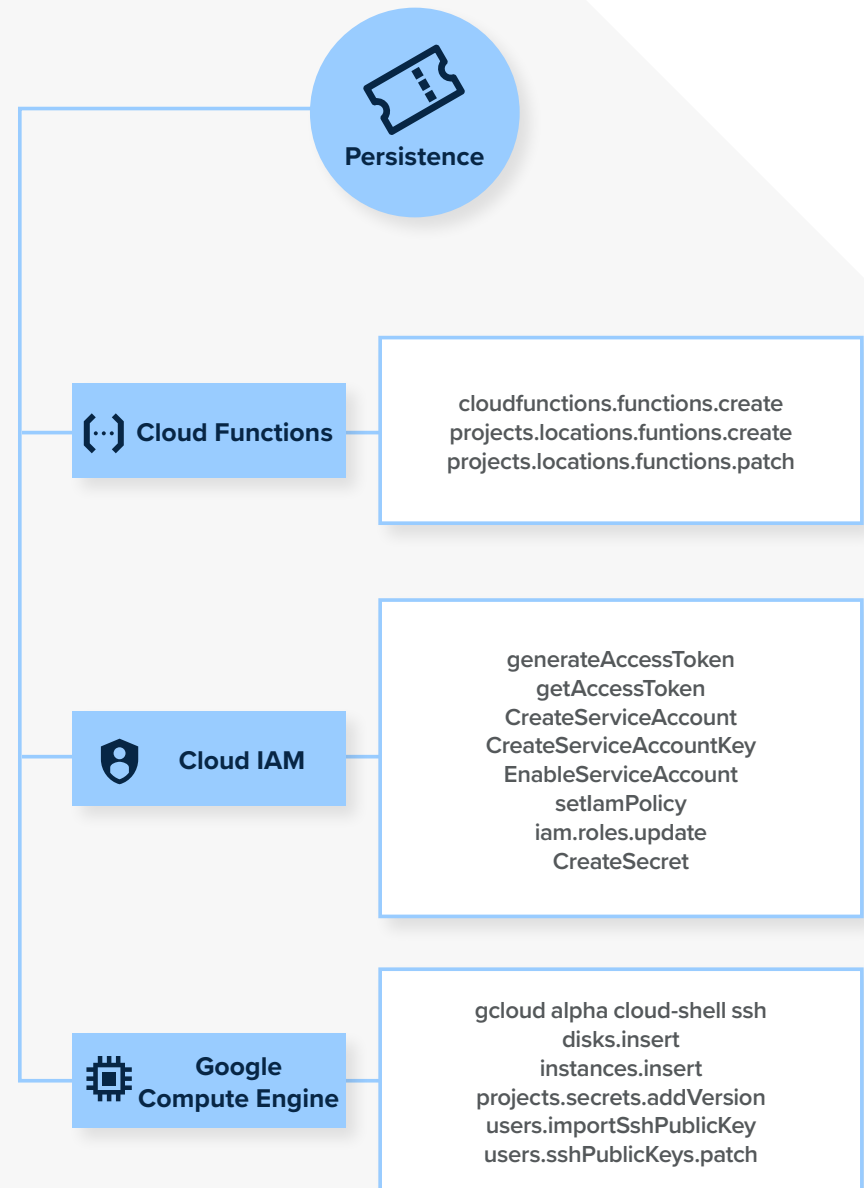 Persistence
Cloud Functions
cloudfunctions.functions.create
projects.locations.funtions.create
projects.locations.functions.patch
Cloud IAM
generateAccessToken
getAccessToken
CreateServiceAccount
CreateServiceAccountKey
EnableServiceAccount
setIamPolicy
iam.roles.update
CreateSecret
Google
Compute Engine
gcloud alpha cloud-shell ssh
disks.insert
instances.insert
projects.secrets.addVersion
users.importSshPublicKey
users.sshPublicKeys.patch